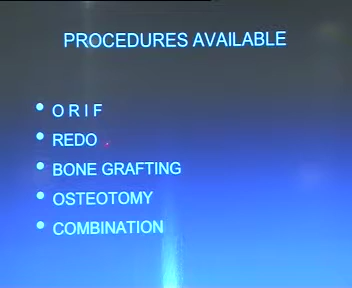 PROCEDURES AVAILABLE
• O R I F
• REDO
• BONE GRAFTING
• OSTEOTOMY
• COMBINATION